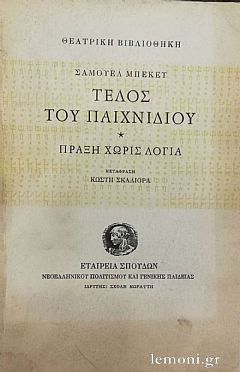 ΘΕΑΤΡΙΚΗ ΒΙΒΛΙΟΘΗΚΗ
ΣΑΜΟΥΕΛ ΜΠΕΚΕΤ
ΤΕΛΟΣ
ΤΟΥ ΠΑΙΧΝΙΔΙΟΥ
*
ΠΡΑΞΗ ΧΩΡΙΣ ΛΟΓΙΑ
ΜΕΤΑΦΡΑΣΗ
ΚΩΣΤΗ ΣΚΑΛΙΟΡΑ
ΕΤΑΙΡΕΙΑ ΣΠΟΥΔΩΝ
ΝΕΟΕΛΛΗΝΙΚΟΥ ΠΟΛΙΤΙΣΜΟΥ ΚΑΙ ΓΕΝΙΚΗΣ ΠΑΙΔΕΙΑΣ
ΙΔΡΥΤΗΣ: ΣΧΟΛΗ ΜΩΡΑΪΤΗ
lemoni.gr